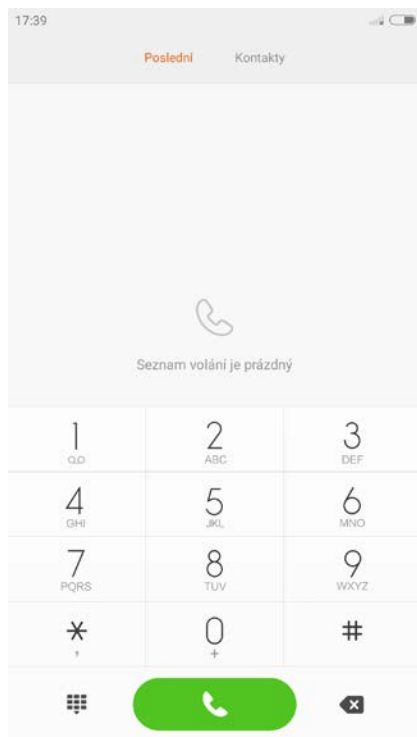 17:39
Poslední Kontakty
Seznam volání je prázdný
1 2 3
ABC DEF
4 5 6
GHI JKL MNO
7 8 9
PQRS TUV WXYZ
* 0 #
, +